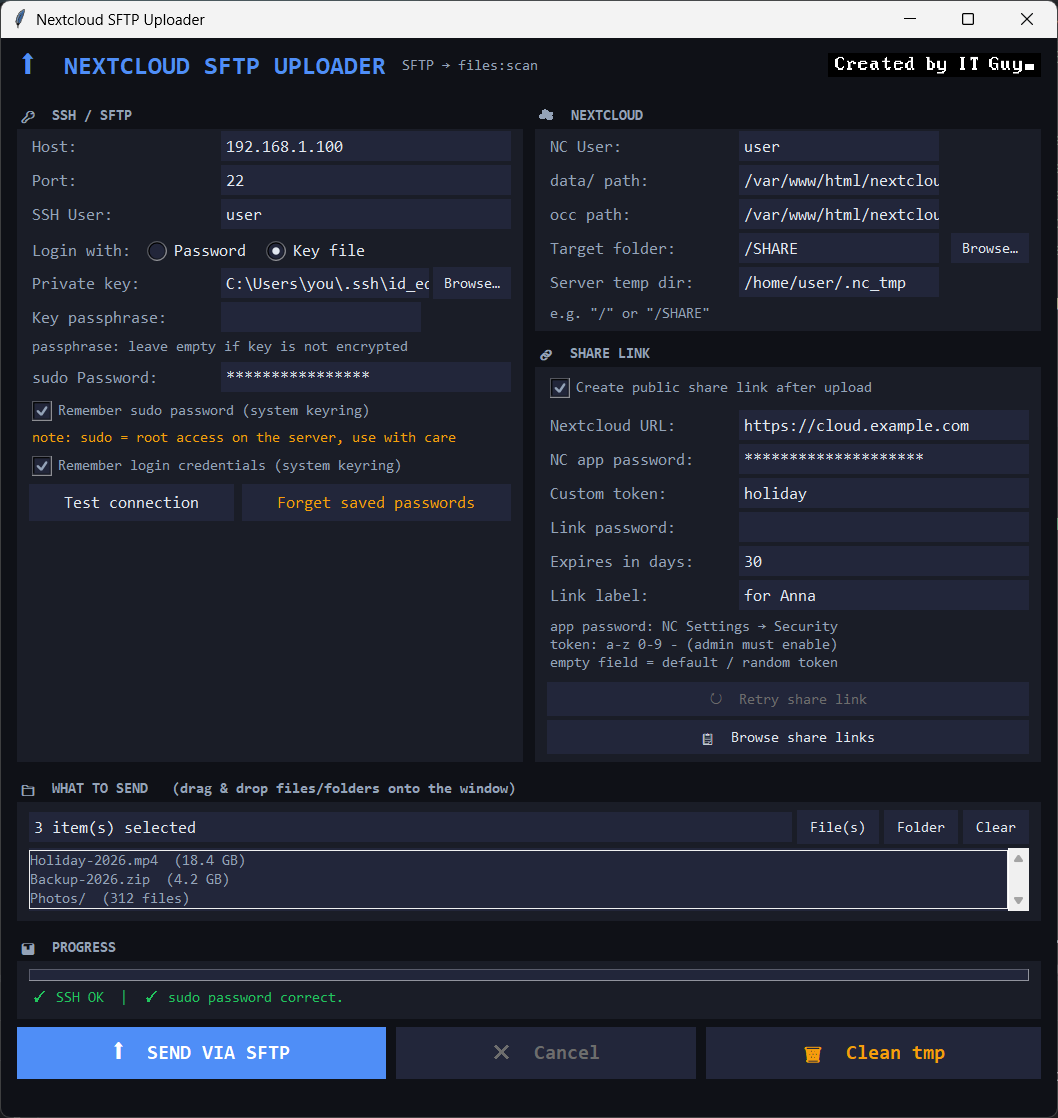 Nextcloud SFTP Uploader
NEXTCLOUD SFTP UPLOADER SFTP → files:scan
Created by IT Guy
SSH / SFTP
Host: 192.168.1.100
Port: 22
SSH User: user
Login with: Password Key file
Private key: C:\Users\you\.ssh\id_ed Browse…
Key passphrase:
passphrase: leave empty if key is not encrypted
sudo Password: ****************
Remember sudo password (system keyring)
note: sudo = root access on the server, use with care
Remember login credentials (system keyring)
Test connection Forget saved passwords
NEXTCLOUD
NC User: user
data/ path: /var/www/html/nextclou
occ path: /var/www/html/nextclou
Target folder: /SHARE Browse…
Server temp dir: /home/user/.nc_tmp
e.g. "/" or "/SHARE"
SHARE LINK
Create public share link after upload
Nextcloud URL: https://cloud.example.com
NC app password: ********************
Custom token: holiday
Link password:
Expires in days: 30
Link label: for Anna
app password: NC Settings → Security
token: a-z 0-9 - (admin must enable)
empty field = default / random token
Retry share link
Browse share links
WHAT TO SEND (drag & drop files/folders onto the window)
3 item(s) selected File(s) Folder Clear
Holiday-2026.mp4 (18.4 GB)
Backup-2026.zip (4.2 GB)
Photos/ (312 files)
PROGRESS
✓ SSH OK | ✓ sudo password correct.
SEND VIA SFTP Cancel Clean tmp